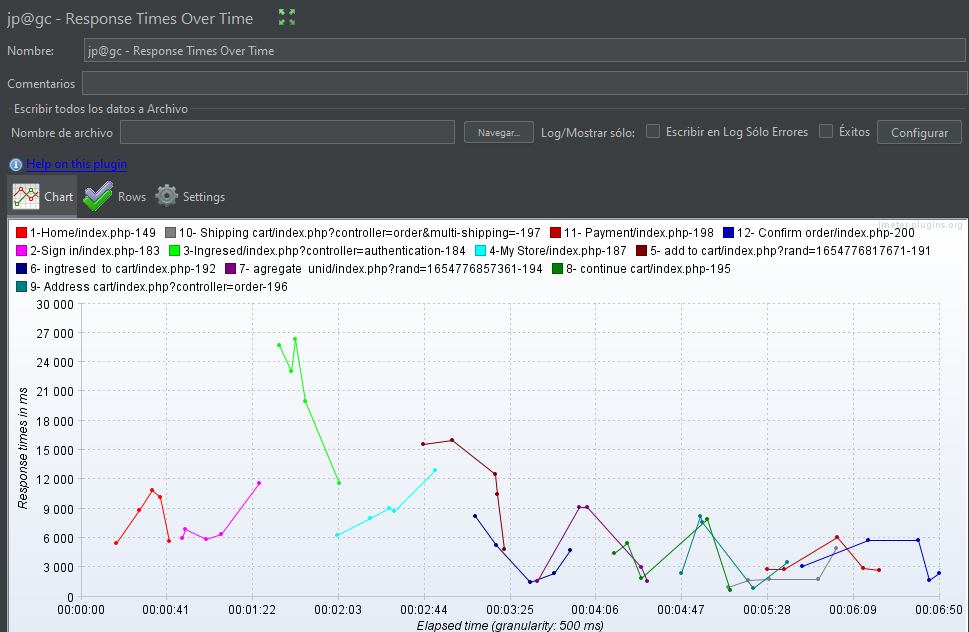 jp@gc - Response Times Over Time
Nombre: jp@gc - Response Times Over Time
Comentarios
Escribir todos los datos a Archivo
Nombre de archivo Navegar... Log/Mostrar sólo: Escribir en Log Sólo Errores Éxitos Configurar
Help on this plugin
Chart Rows Settings
jmeter-plugins.org
1-Home/index.php-149 10- Shipping cart/index.php?controller=order&multi-shipping=-197 11- Payment/index.php-198 12- Confirm order/index.php-200
2-Sign in/index.php-183 3-Ingresed/index.php?controller=authentication-184 4-My Store/index.php-187 5- add to cart/index.php?rand=1654776817671-191
6- ingtresed to cart/index.php-192 7- agregate unid/index.php?rand=1654776857361-194 8- continue cart/index.php-195
9- Address cart/index.php?controller=order-196
30 000
27 000
24 000
21 000
18 000
15 000
12 000
9 000
6 000
3 000
0
Response times in ms
00:00:00 00:00:41 00:01:22 00:02:03 00:02:44 00:03:25 00:04:06 00:04:47 00:05:28 00:06:09 00:06:50
Elapsed time (granularity: 500 ms)